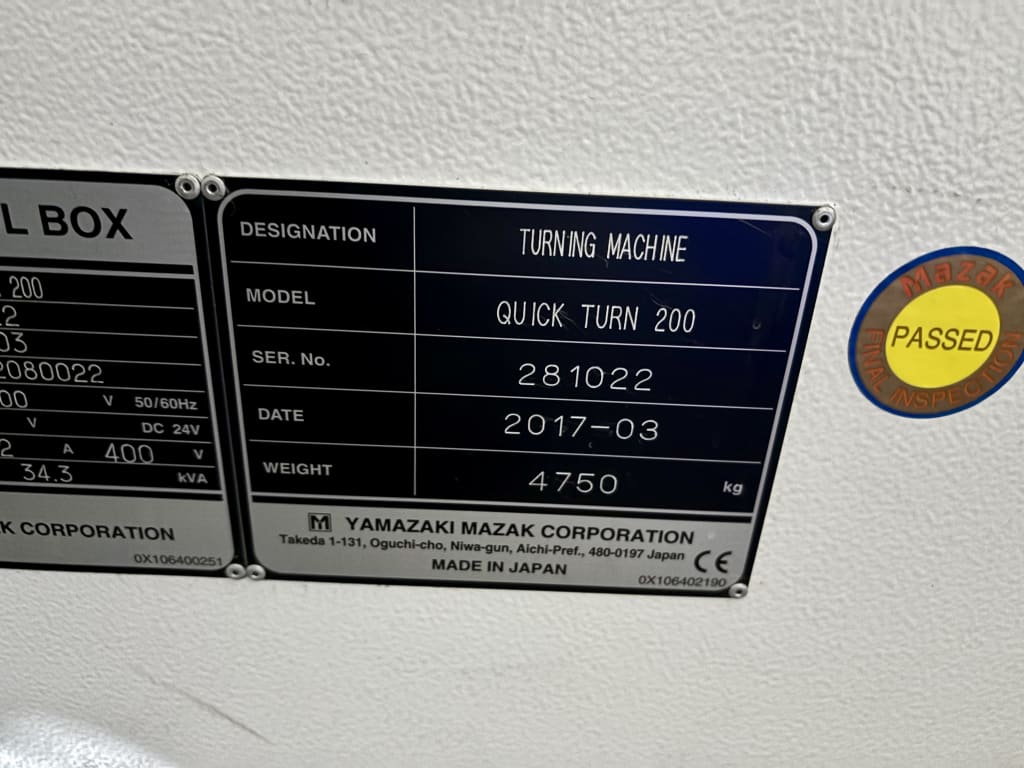 L BOX
200
2
03
2080022
00 V 50/60Hz
V DC 24V
2 A 400 V
34.3 kVA
K CORPORATION
0X106400251
DESIGNATION TURNING MACHINE
MODEL QUICK TURN 200
SER. No. 281022
DATE 2017-03
WEIGHT 4750 kg
M YAMAZAKI MAZAK CORPORATION
Takeda 1-131, Oguchi-cho, Niwa-gun, Aichi-Pref., 480-0197 Japan
MADE IN JAPAN CE
0X106402190
Mazak
PASSED
FINAL INSPECTION